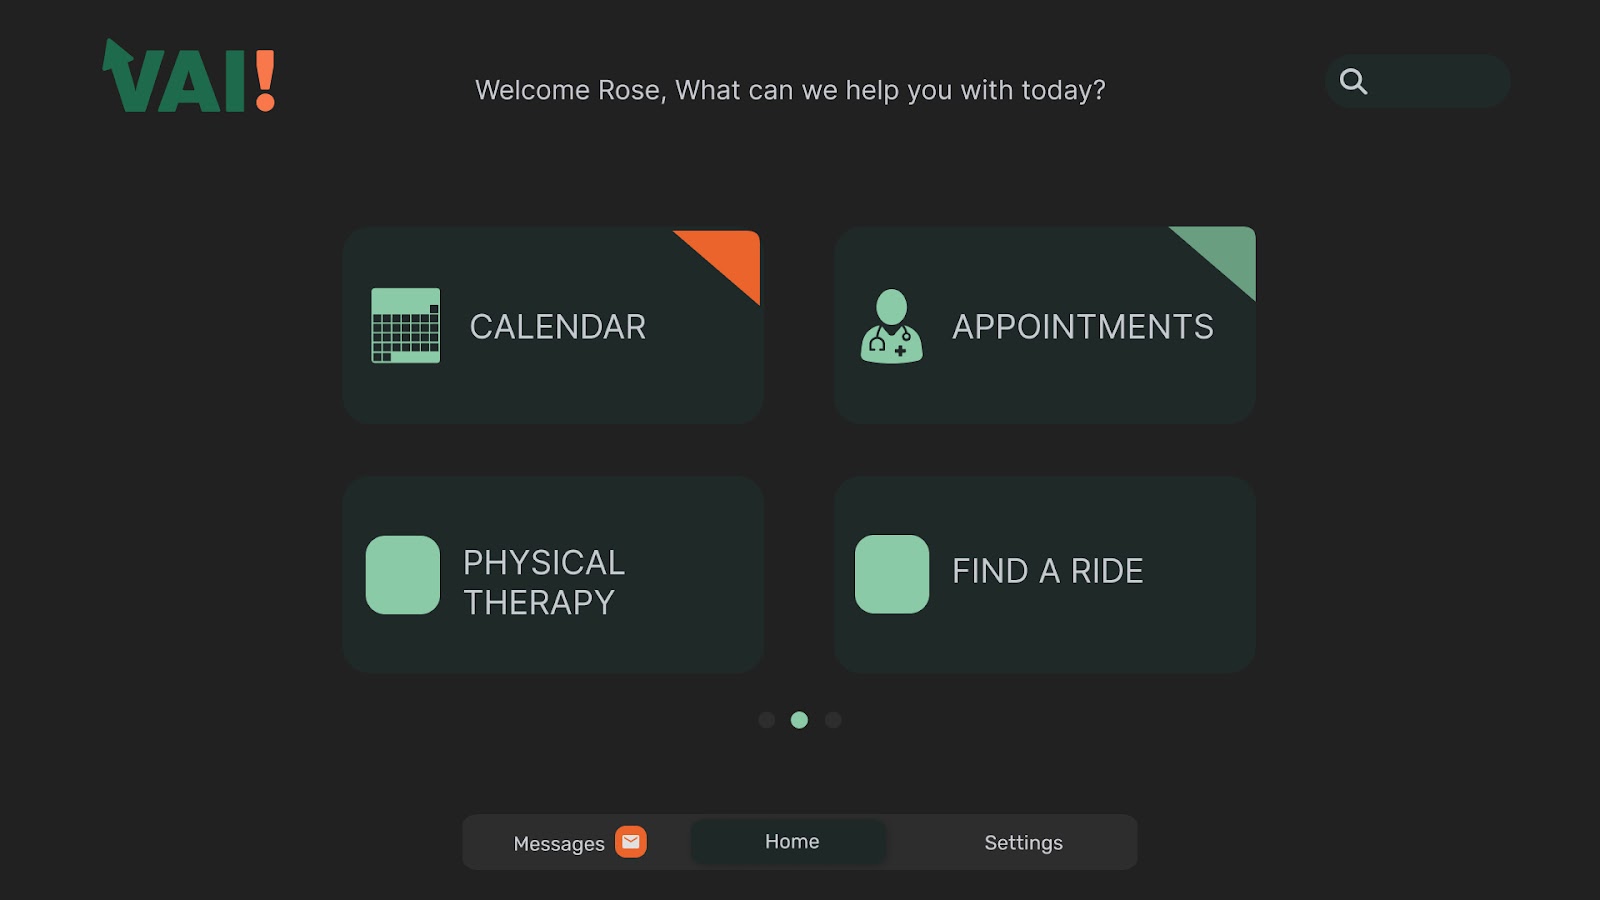 VAI!
Welcome Rose, What can we help you with today?
CALENDAR
APPOINTMENTS
PHYSICAL
THERAPY
FIND A RIDE
Messages
Home
Settings